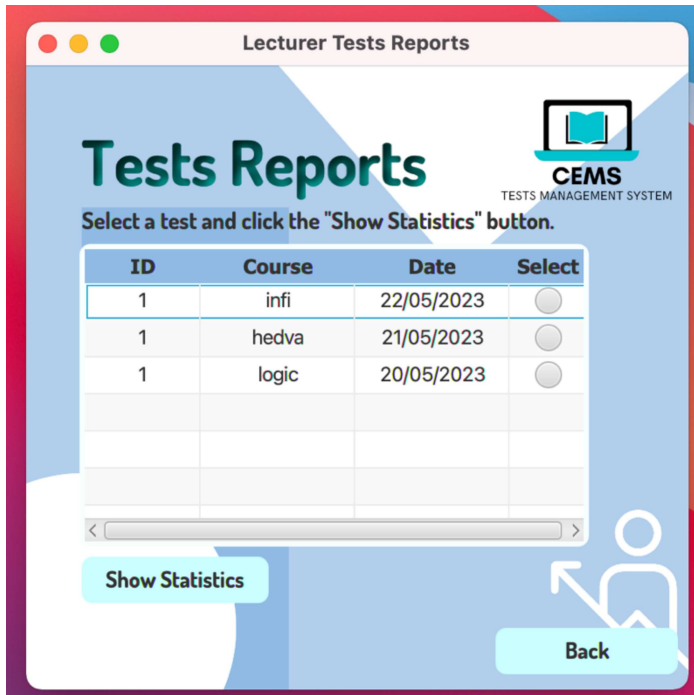 Lecturer Tests Reports
CEMS
TESTS MANAGEMENT SYSTEM
Tests Reports
Select a test and click the "Show Statistics" button.
ID Course Date Select
1 infi 22/05/2023
1 hedva 21/05/2023
1 logic 20/05/2023
Show Statistics
Back